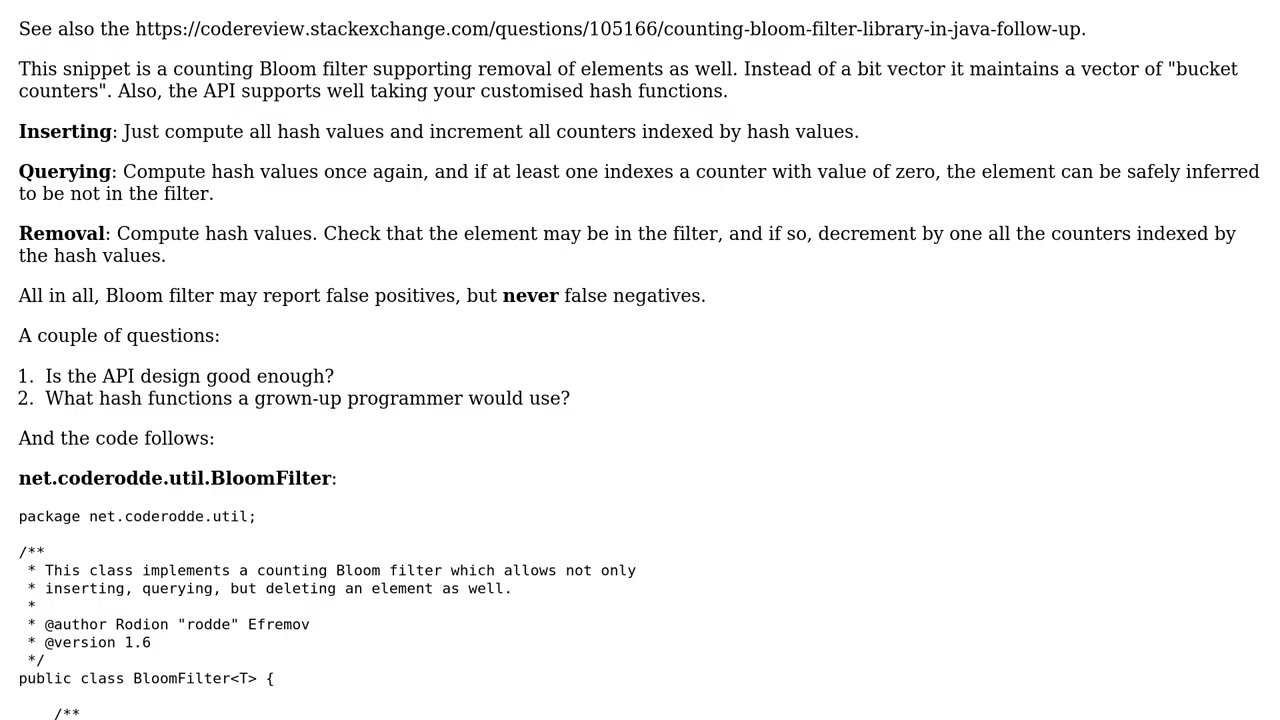 See also the https://codereview.stackexchange.com/questions/105166/counting-bloom-filter-library-in-java-follow-up.
This snippet is a counting Bloom filter supporting removal of elements as well. Instead of a bit vector it maintains a vector of "bucket
counters". Also, the API supports well taking your customised hash functions.
Inserting: Just compute all hash values and increment all counters indexed by hash values.
Querying: Compute hash values once again, and if at least one indexes a counter with value of zero, the element can be safely inferred
to be not in the filter.
Removal: Compute hash values. Check that the element may be in the filter, and if so, decrement by one all the counters indexed by
the hash values.
All in all, Bloom filter may report false positives, but never false negatives.
A couple of questions:
1. Is the API design good enough?
2. What hash functions a grown-up programmer would use?
And the code follows:
net.coderodde.util.BloomFilter:
package net.coderodde.util;
/**
 * This class implements a counting Bloom filter which allows not only
 * inserting, querying, but deleting an element as well.
 *
 * @author Rodion "rodde" Efremov
 * @version 1.6
 */
public class BloomFilter<T> {
    /**